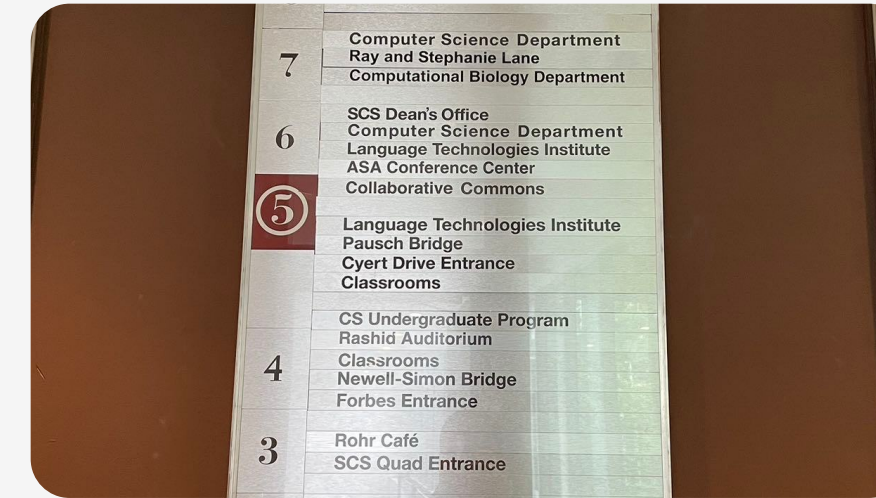 7
Computer Science Department
Ray and Stephanie Lane
Computational Biology Department
6
SCS Dean's Office
Computer Science Department
Language Technologies Institute
ASA Conference Center
Collaborative Commons
5
Language Technologies Institute
Pausch Bridge
Cyert Drive Entrance
Classrooms
4
CS Undergraduate Program
Rashid Auditorium
Classrooms
Newell-Simon Bridge
Forbes Entrance
3
Rohr Café
SCS Quad Entrance